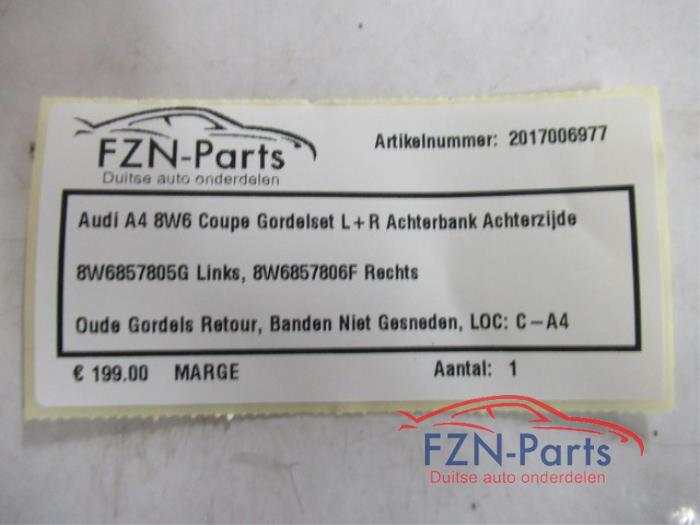 FZN-Parts
Duitse auto onderdelen
Artikelnummer: 2017006977
Audi A4 8W6 Coupe Gordelset L+R Achterbank Achterzijde
8W6857805G Links, 8W6857806F Rechts
Oude Gordels Retour, Banden Niet Gesneden, LOC: C-A4
€ 199.00 MARGE Aantal: 1
FZN-Parts
Duitse auto onderdelen